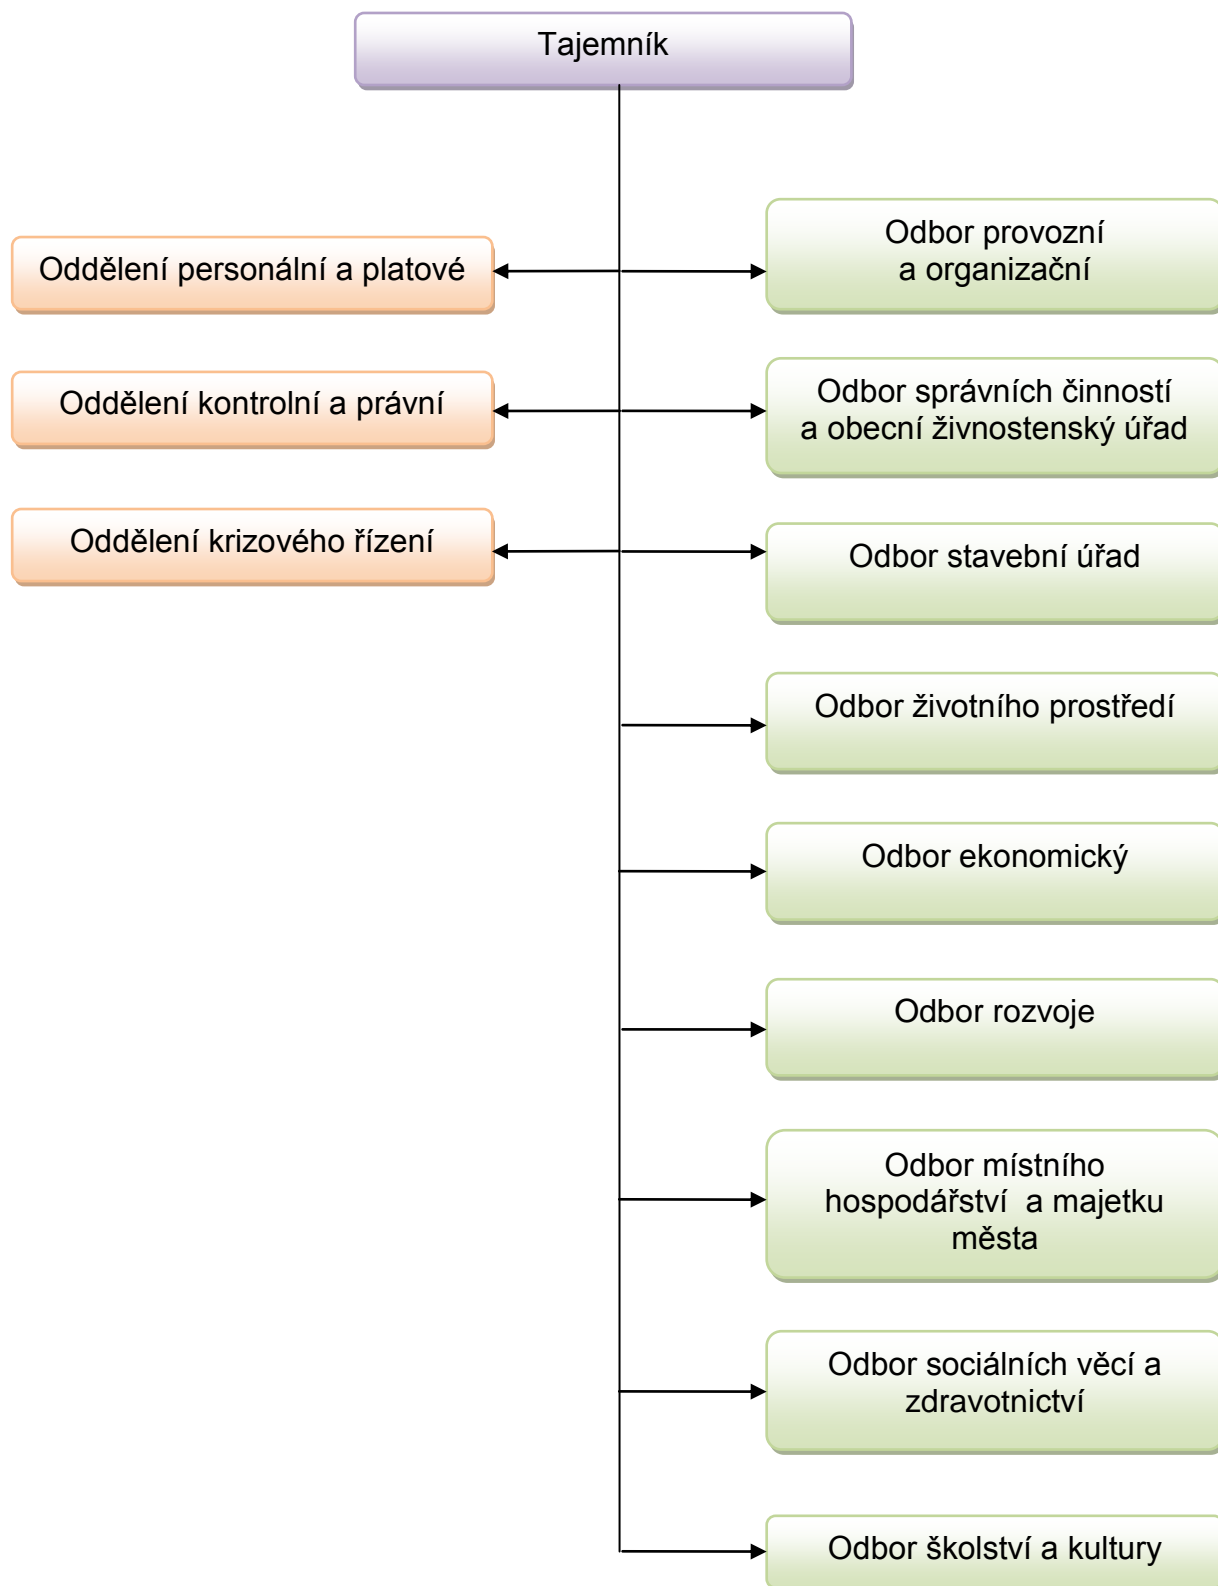 Tajemník
Oddělení personální a platové
Odbor provozní
a organizační
Oddělení kontrolní a právní
Odbor správních činností
a obecní živnostenský úřad
Oddělení krizového řízení
Odbor stavební úřad
Odbor životního prostředí
Odbor ekonomický
Odbor rozvoje
Odbor místního
hospodářství  a majetku
města
Odbor sociálních věcí a
zdravotnictví
Odbor školství a kultury